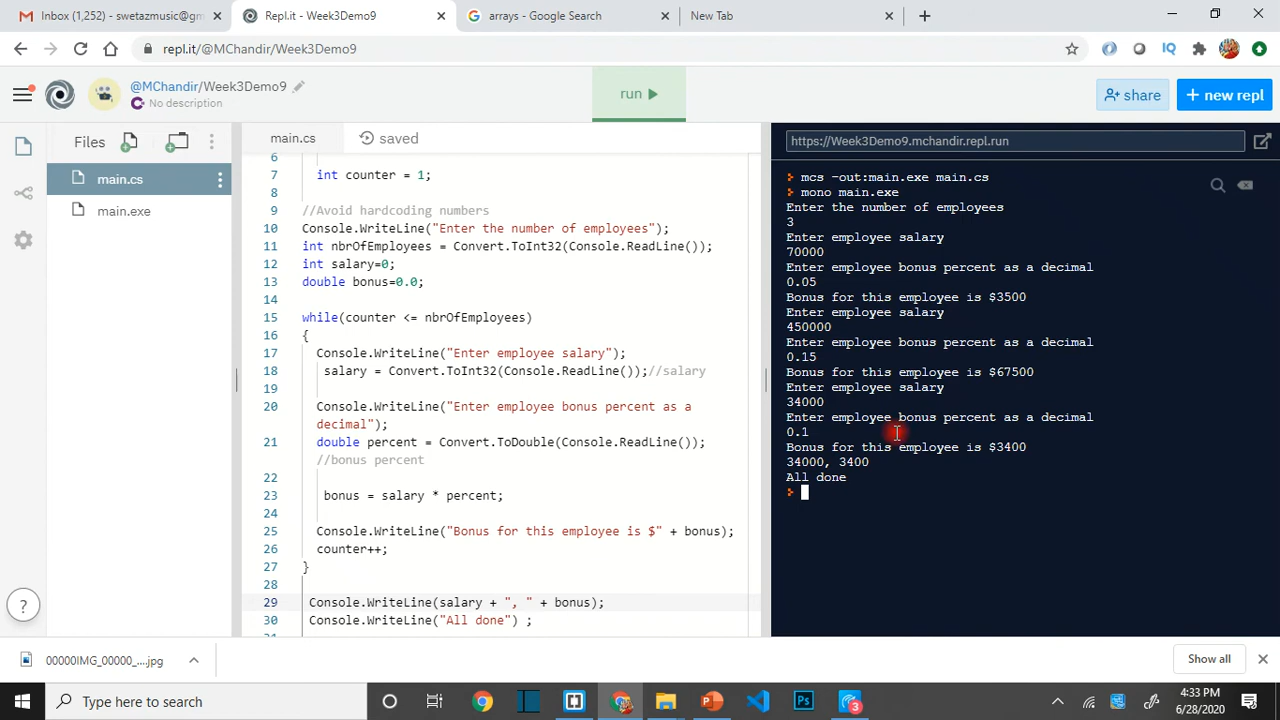 Inbox (1,252) - swetazmusic@gm
Repl.it - Week3Demo9
arrays - Google Search
New Tab
repl.it/@MChandir/Week3Demo9
IQ
@MChandir/Week3Demo9
No description
run
share
+ new repl
Files
main.cs
main.exe
main.cs
saved
6
7 int counter = 1;
8
9 //Avoid hardcoding numbers
10 Console.WriteLine("Enter the number of employees");
11 int nbrOfEmployees = Convert.ToInt32(Console.ReadLine());
12 int salary=0;
13 double bonus=0.0;
14
15 while(counter <= nbrOfEmployees)
16 {
17 Console.WriteLine("Enter employee salary");
18 salary = Convert.ToInt32(Console.ReadLine());//salary
19
20 Console.WriteLine("Enter employee bonus percent as a
decimal");
21 double percent = Convert.ToDouble(Console.ReadLine());
//bonus percent
22
23 bonus = salary * percent;
24
25 Console.WriteLine("Bonus for this employee is $" + bonus);
26 counter++;
27 }
28
29 Console.WriteLine(salary + ", " + bonus);
30 Console.WriteLine("All done") ;
https://Week3Demo9.mchandir.repl.run
> mcs -out:main.exe main.cs
> mono main.exe
Enter the number of employees
3
Enter employee salary
70000
Enter employee bonus percent as a decimal
0.05
Bonus for this employee is $3500
Enter employee salary
450000
Enter employee bonus percent as a decimal
0.15
Bonus for this employee is $67500
Enter employee salary
34000
Enter employee bonus percent as a decimal
0.1
Bonus for this employee is $3400
34000, 3400
All done
>
?
00000IMG_00000_....jpg
Show all
Type here to search
Ps
3
4:33 PM
6/28/2020